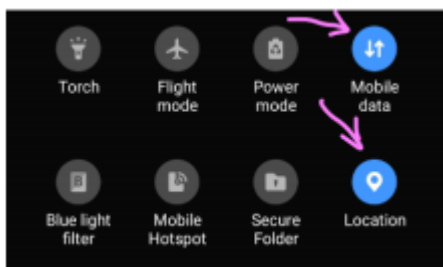 Torch
Flight
mode
Power
mode
Mobile
data
Blue light
filter
Mobile
Hotspot
Secure
Folder
Location